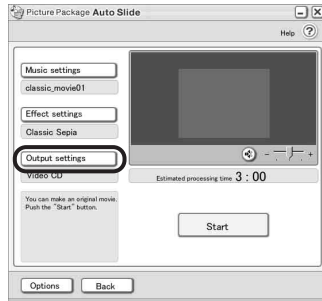 Picture Package Auto Slide
Help ?
Music settings
classic_movie01
Effect settings
Classic Sepia
Output settings
Video CD
- +
Estimated processing time 3 : 00
You can make an original movie.
Push the "Start" button.
Start
Options
Back